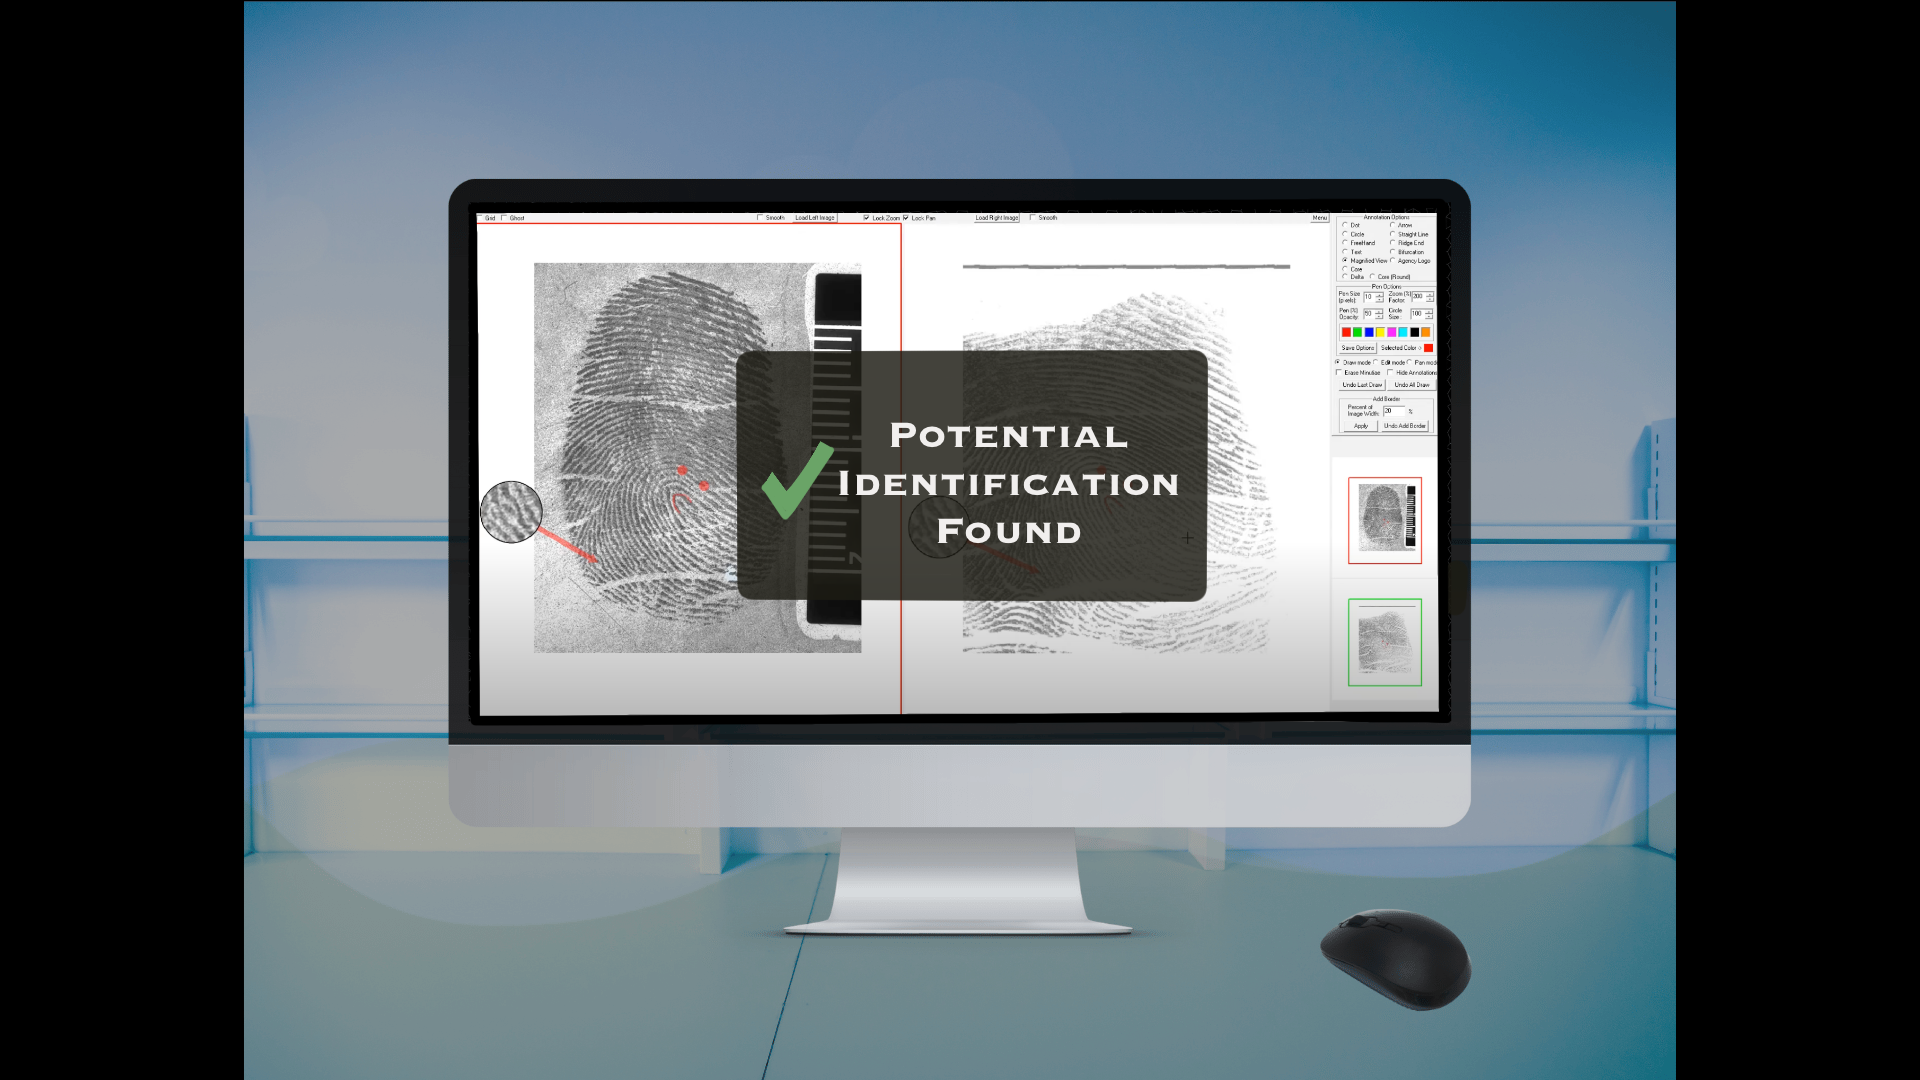 Grid Ghost Smooth Load Left Image Lock Zoom Lock Pan Load Right Image Smooth Menu
Annotation Options
Dot Arrow
Circle Straight Line
FreeHand Ridge End
Text Bifurcation
Magnified View Agency Logo
Core
Delta Core (Round)
Pen Options
Pen Size (pixels): 10 Zoom (%) Factor: 200
Pen (%) Opacity: 50 Circle Size: 100
Save Options Selected Color >
Draw mode Edit mode Pan mode
Erase Minutiae Hide Annotations
Undo Last Draw Undo All Draw
Add Border
Percent of Image Width: 20 %
Apply Undo Add Border
Potential
Identification
Found